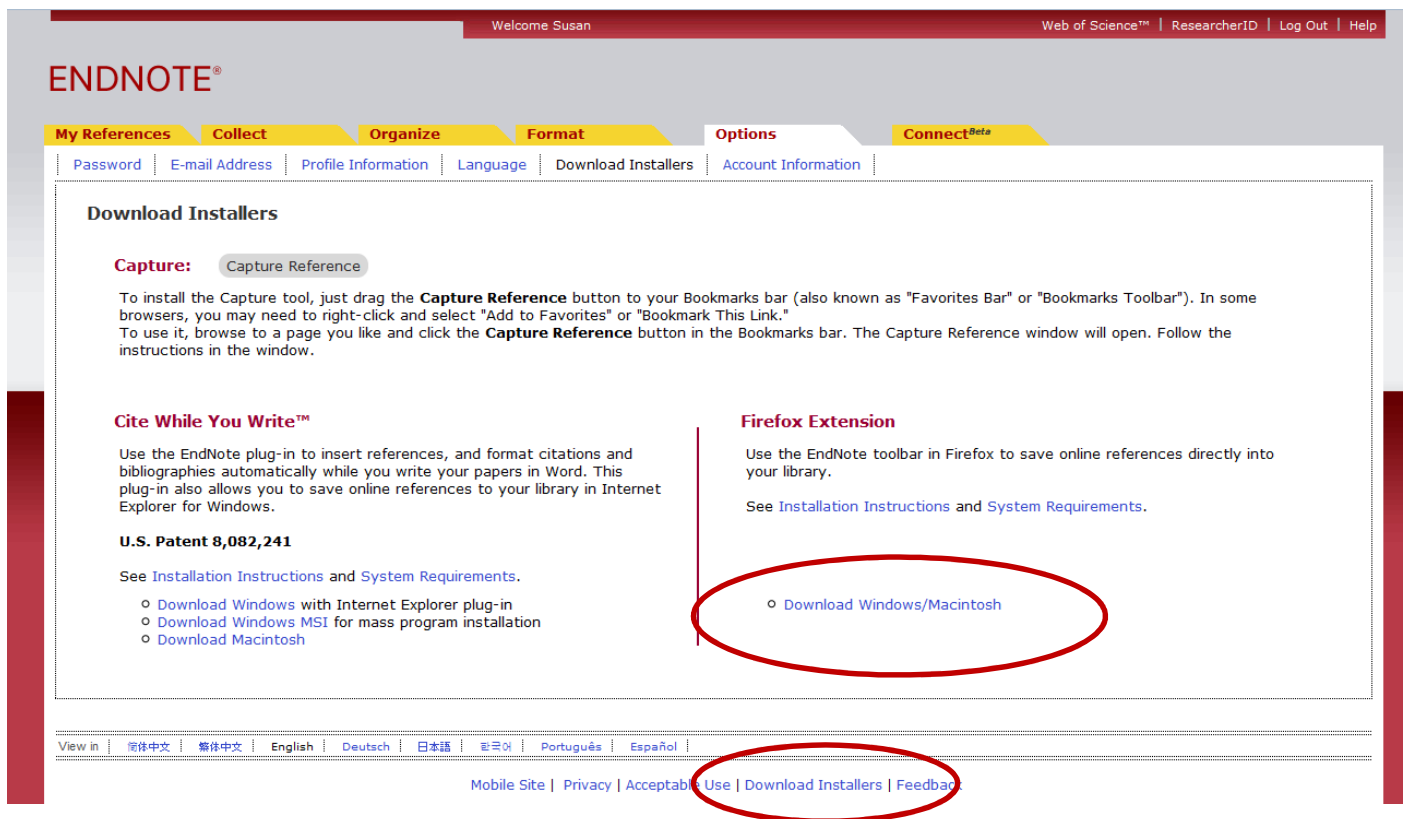 Welcome Susan
Web of Science™ | ResearcherID | Log Out | Help
ENDNOTE®
My References Collect Organize Format Options Connect Beta
Password E-mail Address Profile Information Language Download Installers Account Information
Download Installers
Capture: Capture Reference
To install the Capture tool, just drag the Capture Reference button to your Bookmarks bar (also known as "Favorites Bar" or "Bookmarks Toolbar"). In some
browsers, you may need to right-click and select "Add to Favorites" or "Bookmark This Link."
To use it, browse to a page you like and click the Capture Reference button in the Bookmarks bar. The Capture Reference window will open. Follow the
instructions in the window.
Cite While You Write™
Use the EndNote plug-in to insert references, and format citations and
bibliographies automatically while you write your papers in Word. This
plug-in also allows you to save online references to your library in Internet
Explorer for Windows.
U.S. Patent 8,082,241
See Installation Instructions and System Requirements.
Download Windows with Internet Explorer plug-in
Download Windows MSI for mass program installation
Download Macintosh
Firefox Extension
Use the EndNote toolbar in Firefox to save online references directly into
your library.
See Installation Instructions and System Requirements.
Download Windows/Macintosh
View in 简体中文 繁体中文 English Deutsch 日本語 한국어 Português Español
Mobile Site | Privacy | Acceptable Use | Download Installers | Feedback